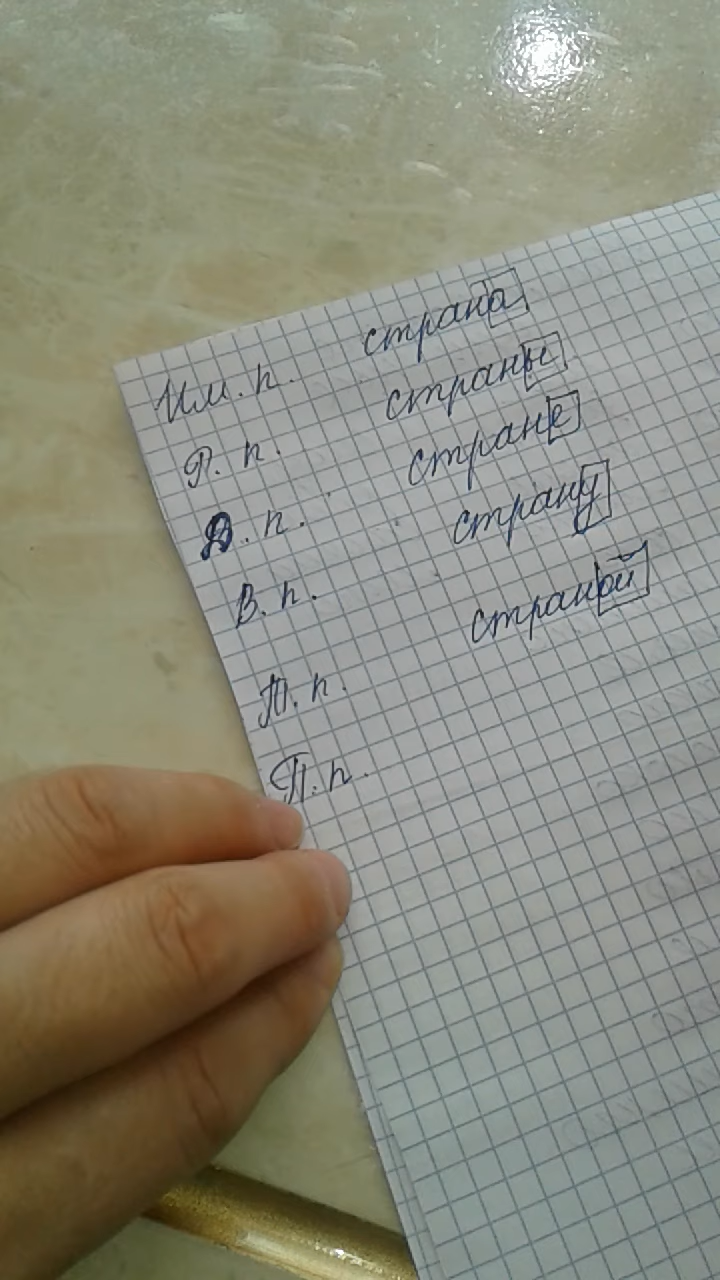 Им. п. страна
Р. п. страны
Д. п. стране
В. п. страну
Т. п. страной
П. п.